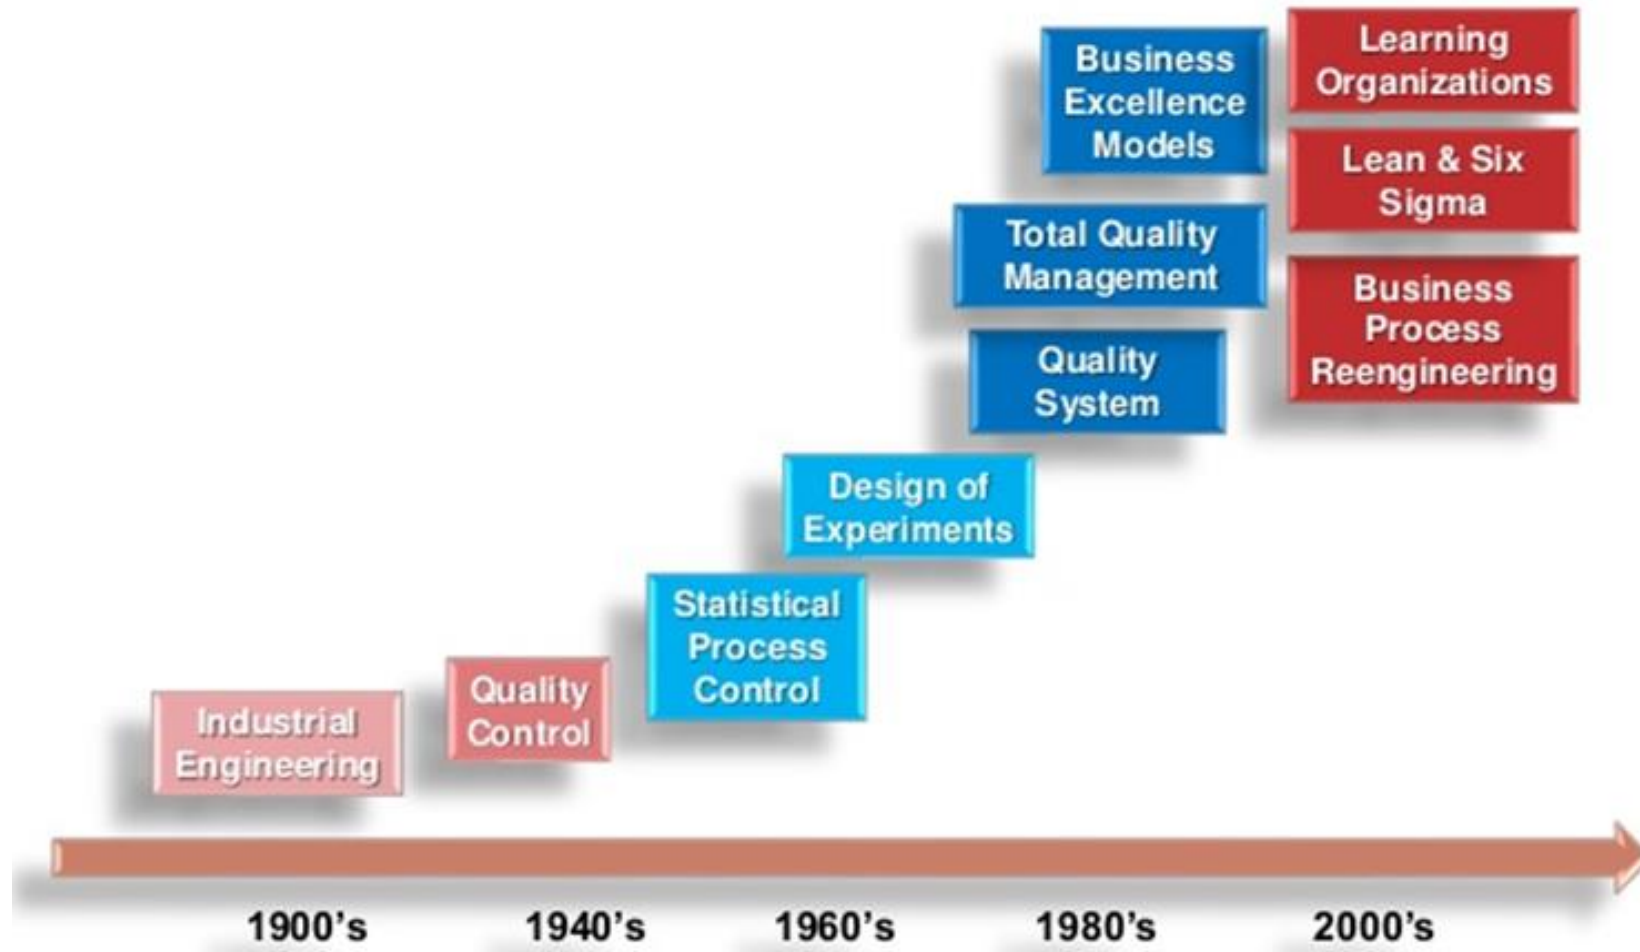 Learning
Organizations
Business
Excellence
Models
Lean & Six
Sigma
Total Quality
Management
Business
Process
Reengineering
Quality
System
Design of
Experiments
Statistical
Process
Control
Quality
Control
Industrial
Engineering
1900's
1940's
1960's
1980's
2000's